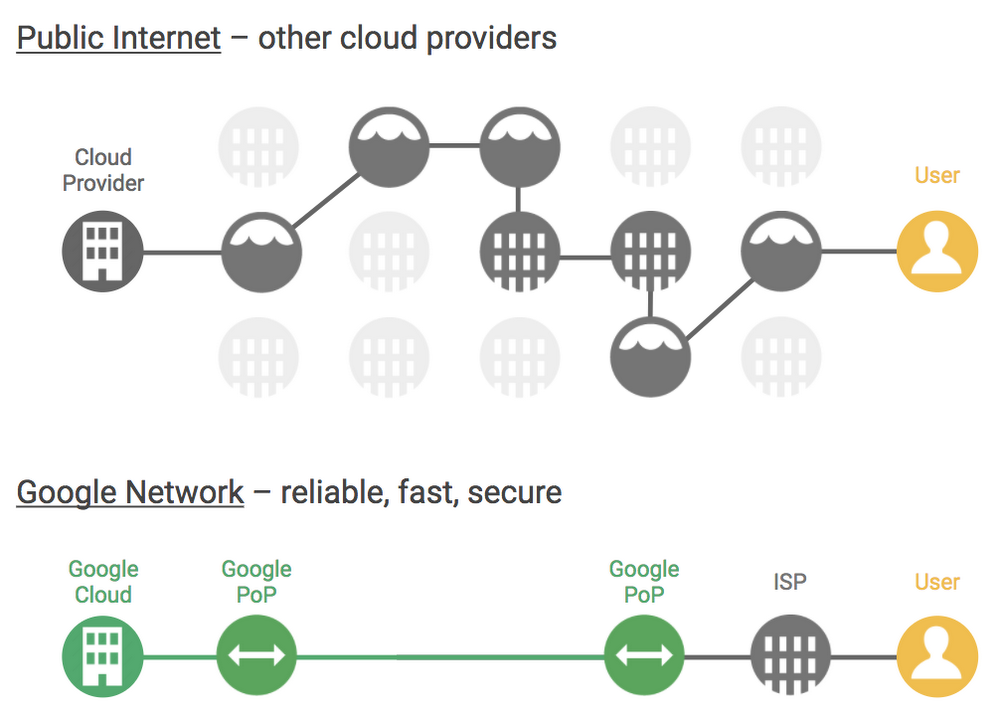 Public Internet – other cloud providers
Cloud
Provider
User
Google Network – reliable, fast, secure
Google
Cloud
Google
PoP
Google
PoP
ISP
User